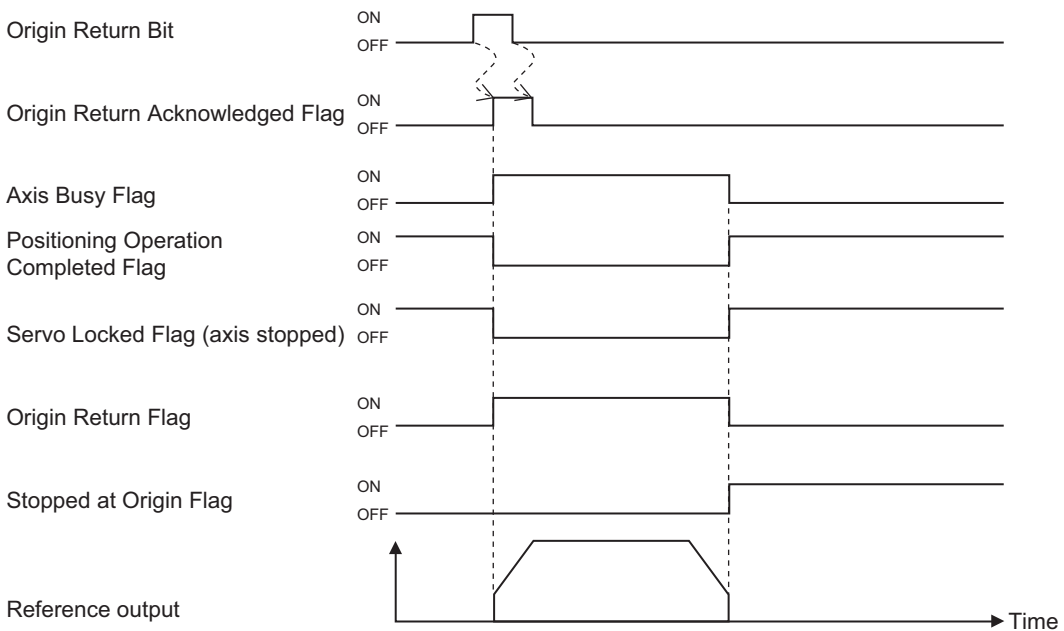 Origin Return Bit
ON
OFF
Origin Return Acknowledged Flag
ON
OFF
Axis Busy Flag
ON
OFF
Positioning Operation
Completed Flag
ON
OFF
Servo Locked Flag (axis stopped)
ON
OFF
Origin Return Flag
ON
OFF
Stopped at Origin Flag
ON
OFF
Reference output
Time